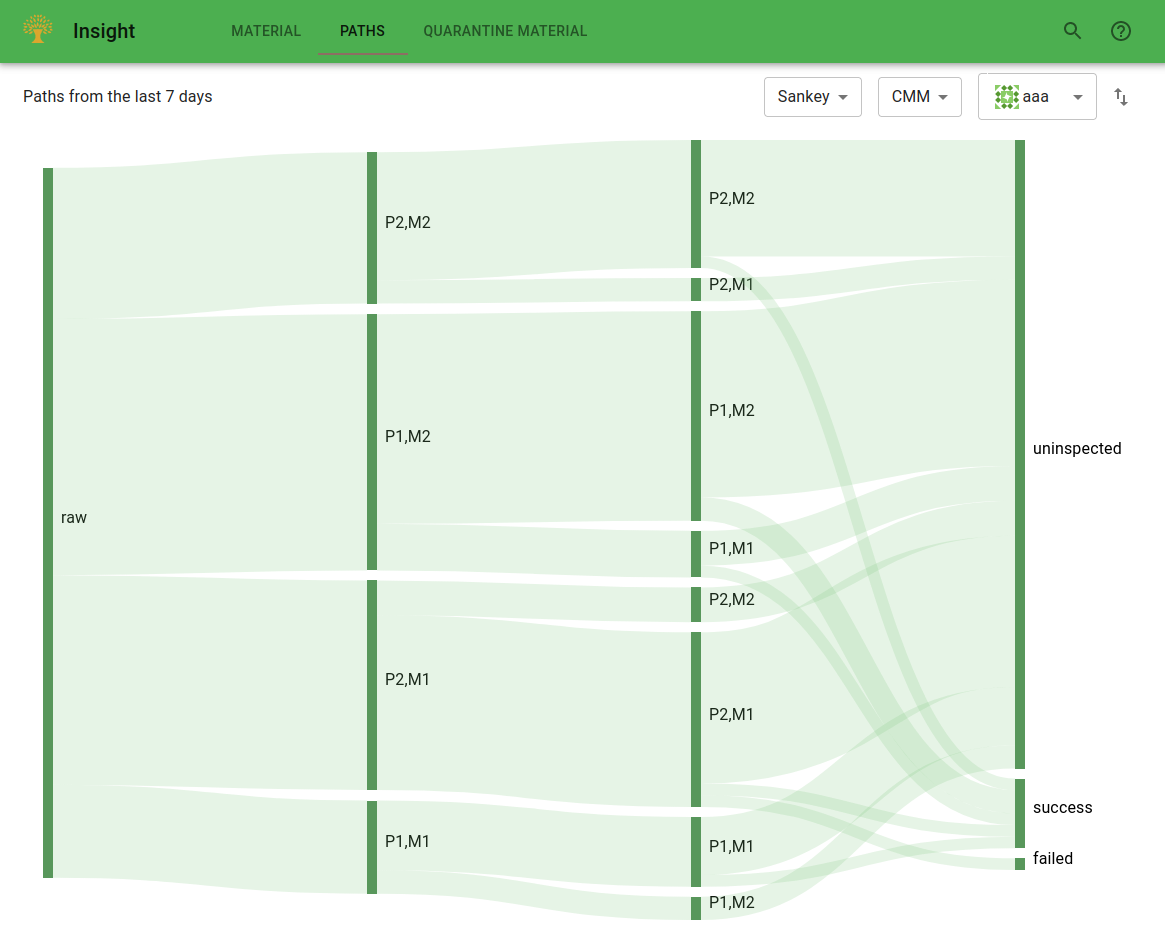 Insight
MATERIAL
PATHS
QUARANTINE MATERIAL
Paths from the last 7 days
Sankey
CMM
aaa
raw
P2,M2
P1,M2
P2,M1
P1,M1
P2,M2
P2,M1
P1,M2
P1,M1
P2,M2
P2,M1
P1,M1
P1,M2
uninspected
success
failed